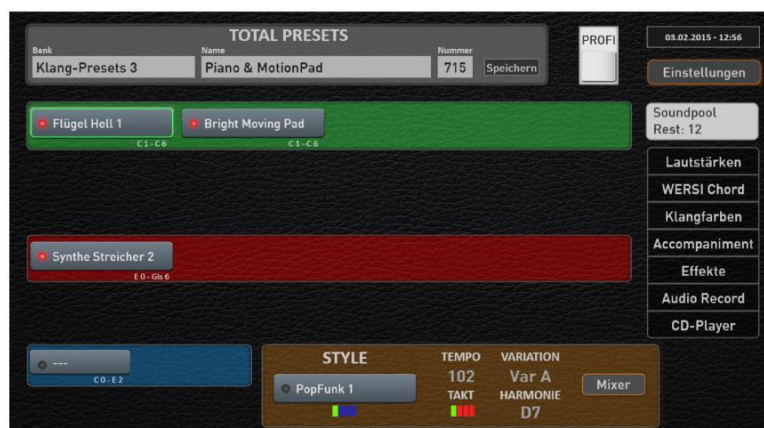 TOTAL PRESETS
Bank
Name
Nummer
Klang-Presets 3
Piano & MotionPad
715
Speichern
PROFI
03.02.2015 - 12:56
Einstellungen
Flügel Hell 1
Bright Moving Pad
C1-C6
C1-C6
Soundpool
Rest: 12
Lautstärken
WERSI Chord
Klangfarben
Accompaniment
Effekte
Audio Record
CD-Player
Synthe Streicher 2
E 0 - Gis 6
---
C0-E2
STYLE
PopFunk 1
TEMPO
102
TAKT
VARIATION
Var A
HARMONIE
D7
Mixer